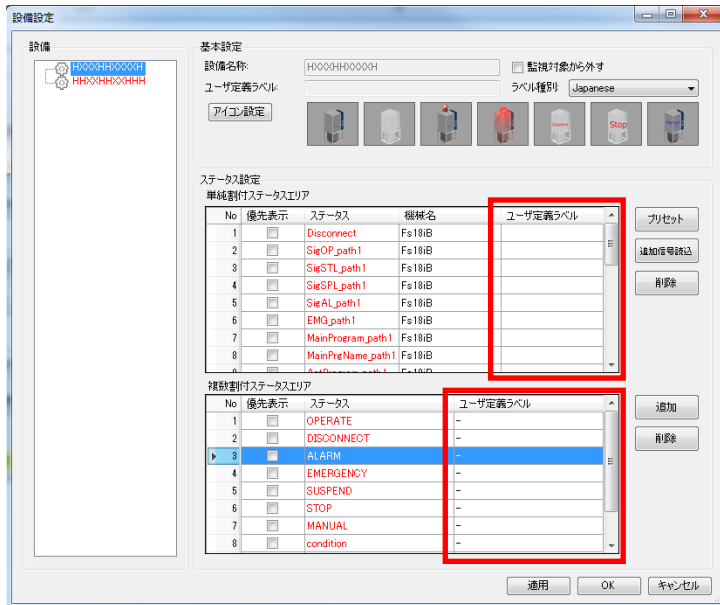 設備設定
設備
HXXXHHXXXXH
HHXXHHXXHHH
基本設定
設備名称:
HXXXHHXXXXH
監視対象から外す
ユーザ定義ラベル:
ラベル種別:
Japanese
アイコン設定
Suspend
Stop
ステータス設定
単純割付ステータスエリア
No 優先表示 ステータス 機械名 ユーザ定義ラベル
1 Disconnect Fs18iB
2 SigOP_path1 Fs18iB
3 SigSTL_path1 Fs18iB
4 SigSPL_path1 Fs18iB
5 SigAL_path1 Fs18iB
6 EMG_path1 Fs18iB
7 MainProgram_path1 Fs18iB
8 MainPrgName_path1 Fs18iB
プリセット
追加信号読込
削除
複数割付ステータスエリア
No 優先表示 ステータス ユーザ定義ラベル
1 OPERATE -
2 DISCONNECT -
3 ALARM -
4 EMERGENCY -
5 SUSPEND -
6 STOP -
7 MANUAL -
8 condition -
追加
削除
適用
OK
キャンセル